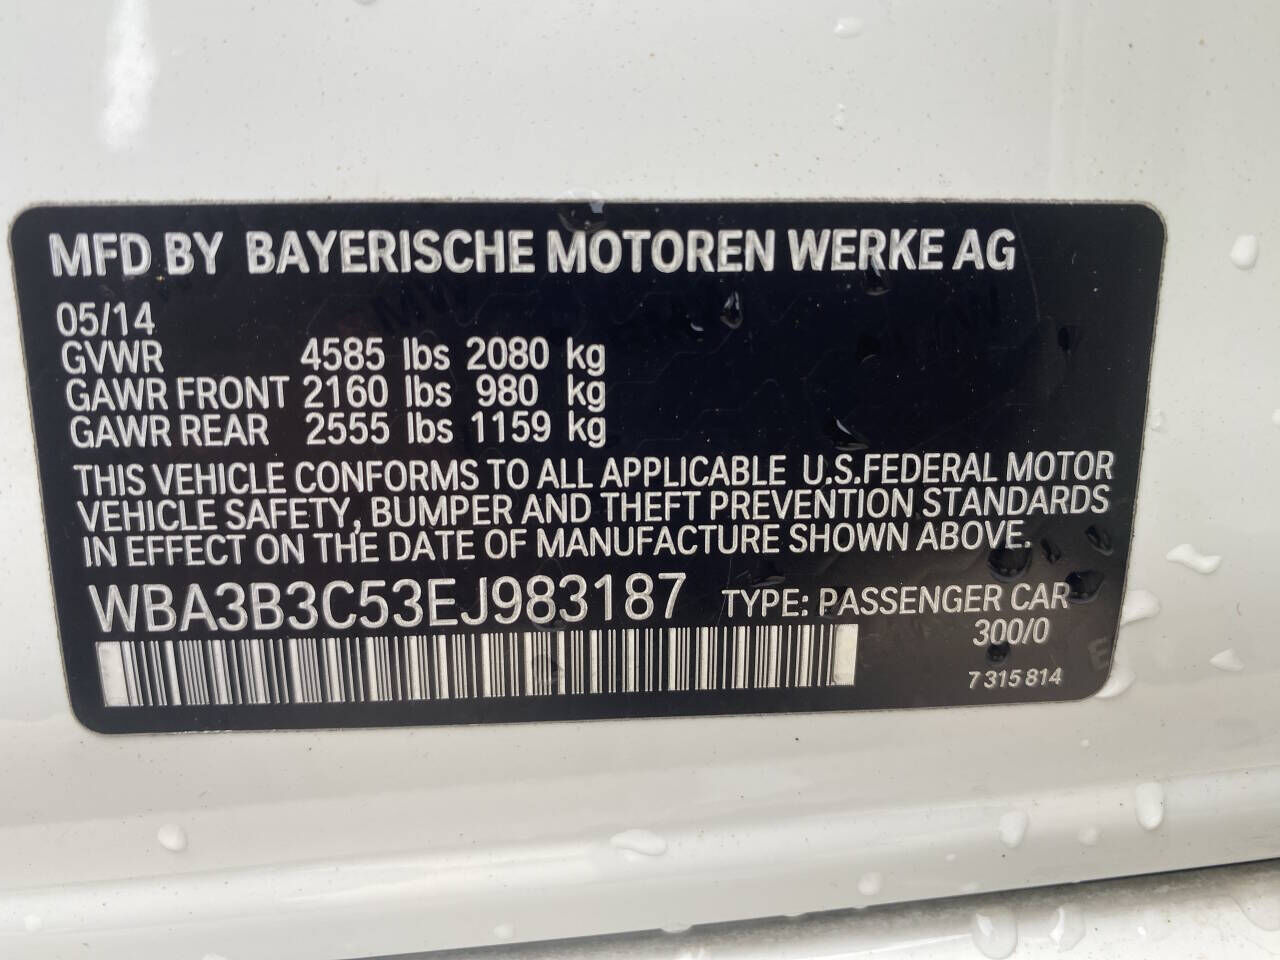 MFD BY BAYERISCHE MOTOREN WERKE AG
05/14
GVWR 4585 lbs 2080 kg
GAWR FRONT 2160 lbs 980 kg
GAWR REAR 2555 lbs 1159 kg
THIS VEHICLE CONFORMS TO ALL APPLICABLE U.S.FEDERAL MOTOR
VEHICLE SAFETY, BUMPER AND THEFT PREVENTION STANDARDS
IN EFFECT ON THE DATE OF MANUFACTURE SHOWN ABOVE.
WBA3B3C53EJ983187 TYPE: PASSENGER CAR
300/0
7 315 814